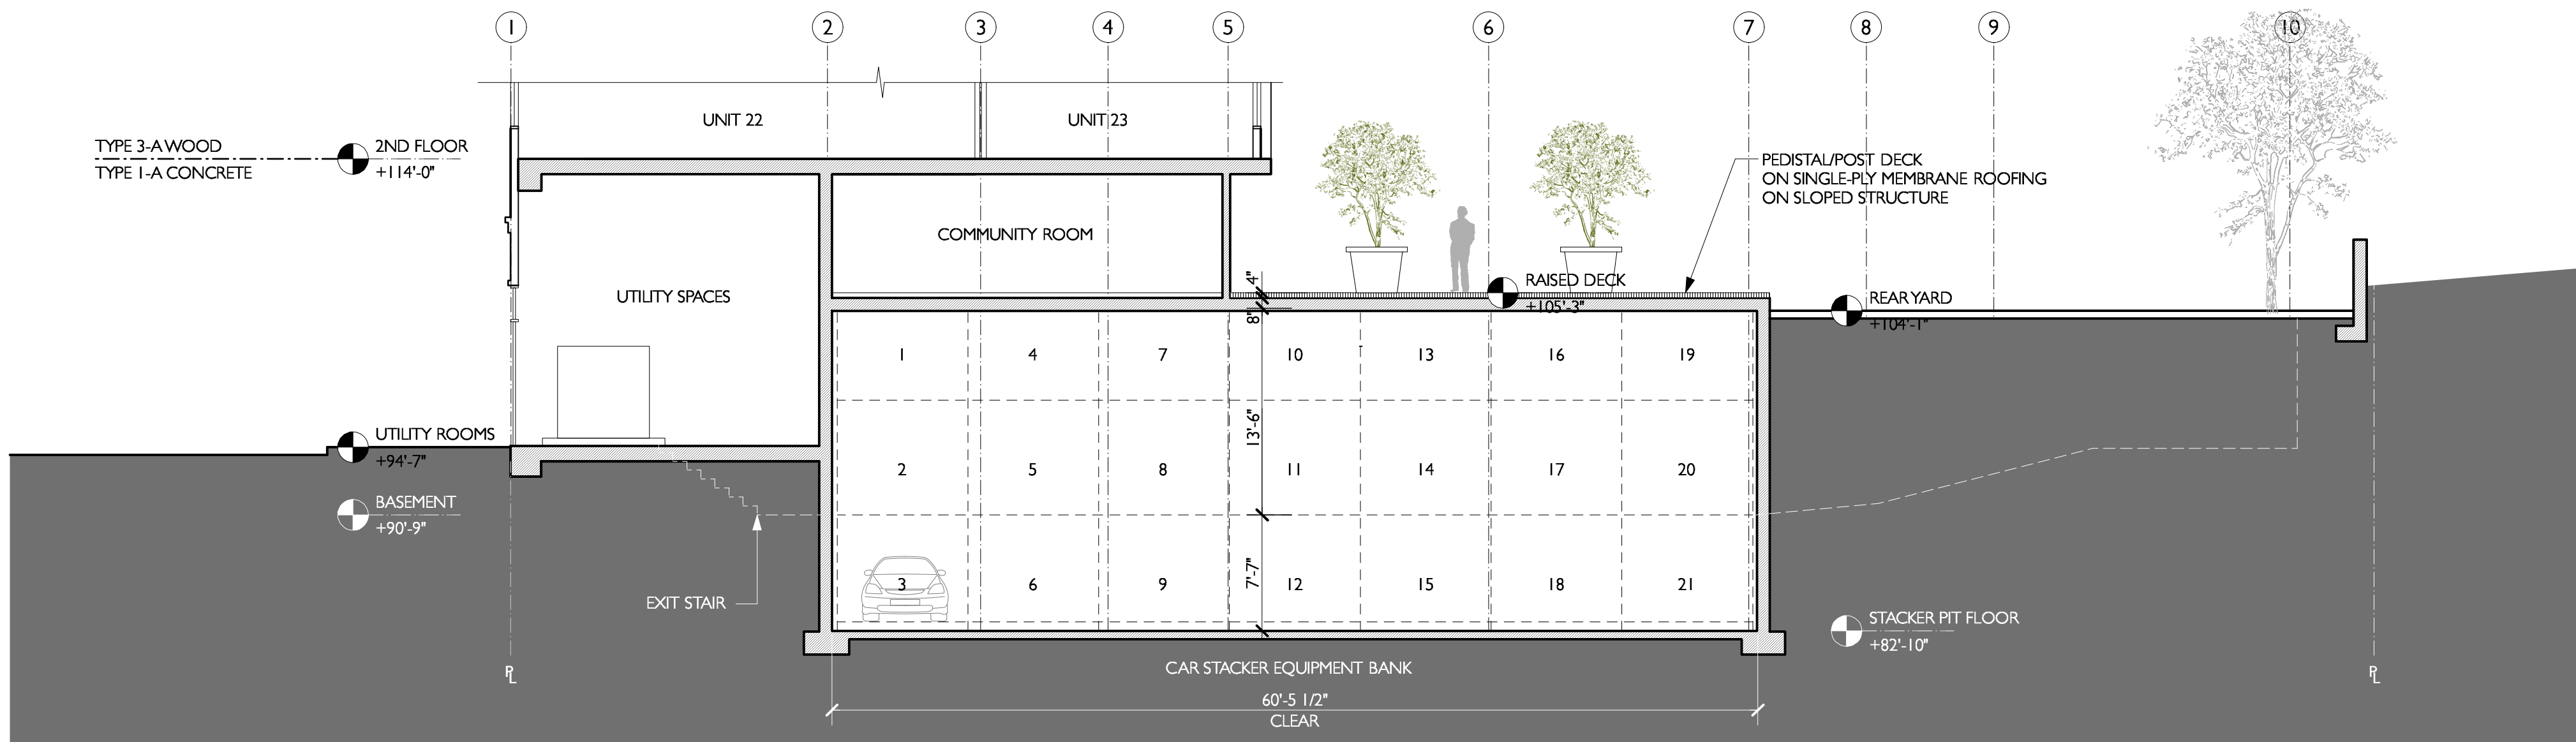 1 2 3 4 5 6 7 8 9 10
UNIT 22
UNIT 23
TYPE 3-A WOOD
TYPE 1-A CONCRETE
2ND FLOOR
+114'-0"
PEDISTAL/POST DECK
ON SINGLE-PLY MEMBRANE ROOFING
ON SLOPED STRUCTURE
COMMUNITY ROOM
UTILITY SPACES
4"
8"
RAISED DECK
+105'-3"
REAR YARD
+104'-1"
1 4 7 10 13 16 19
13'-6"
UTILITY ROOMS
+94'-7"
2 5 8 11 14 17 20
BASEMENT
+90'-9"
7'-7"
3 6 9 12 15 18 21
EXIT STAIR
STACKER PIT FLOOR
+82'-10"
PL
CAR STACKER EQUIPMENT BANK
PL
60'-5 1/2"
CLEAR